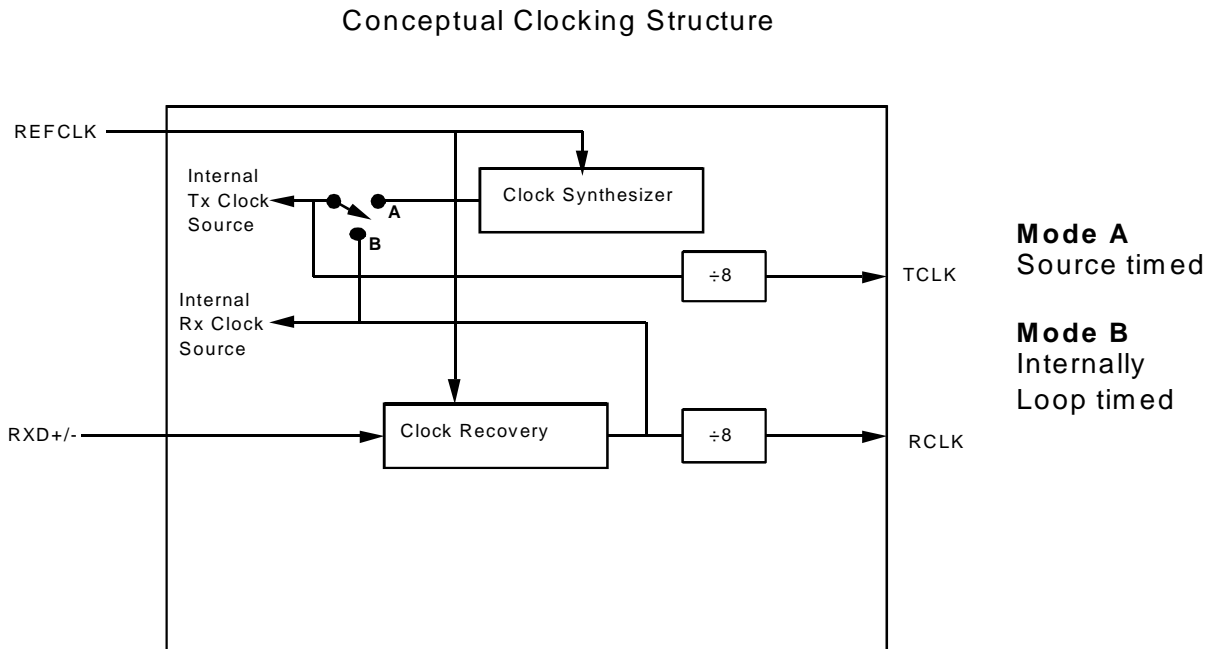 Conceptual Clocking Structure
REFCLK
Internal
Tx Clock
Source
A
B
Clock Synthesizer
÷8
TCLK
Internal
Rx Clock
Source
RXD+/-
Clock Recovery
÷8
RCLK
Mode A
Source timed
Mode B
Internally
Loop timed